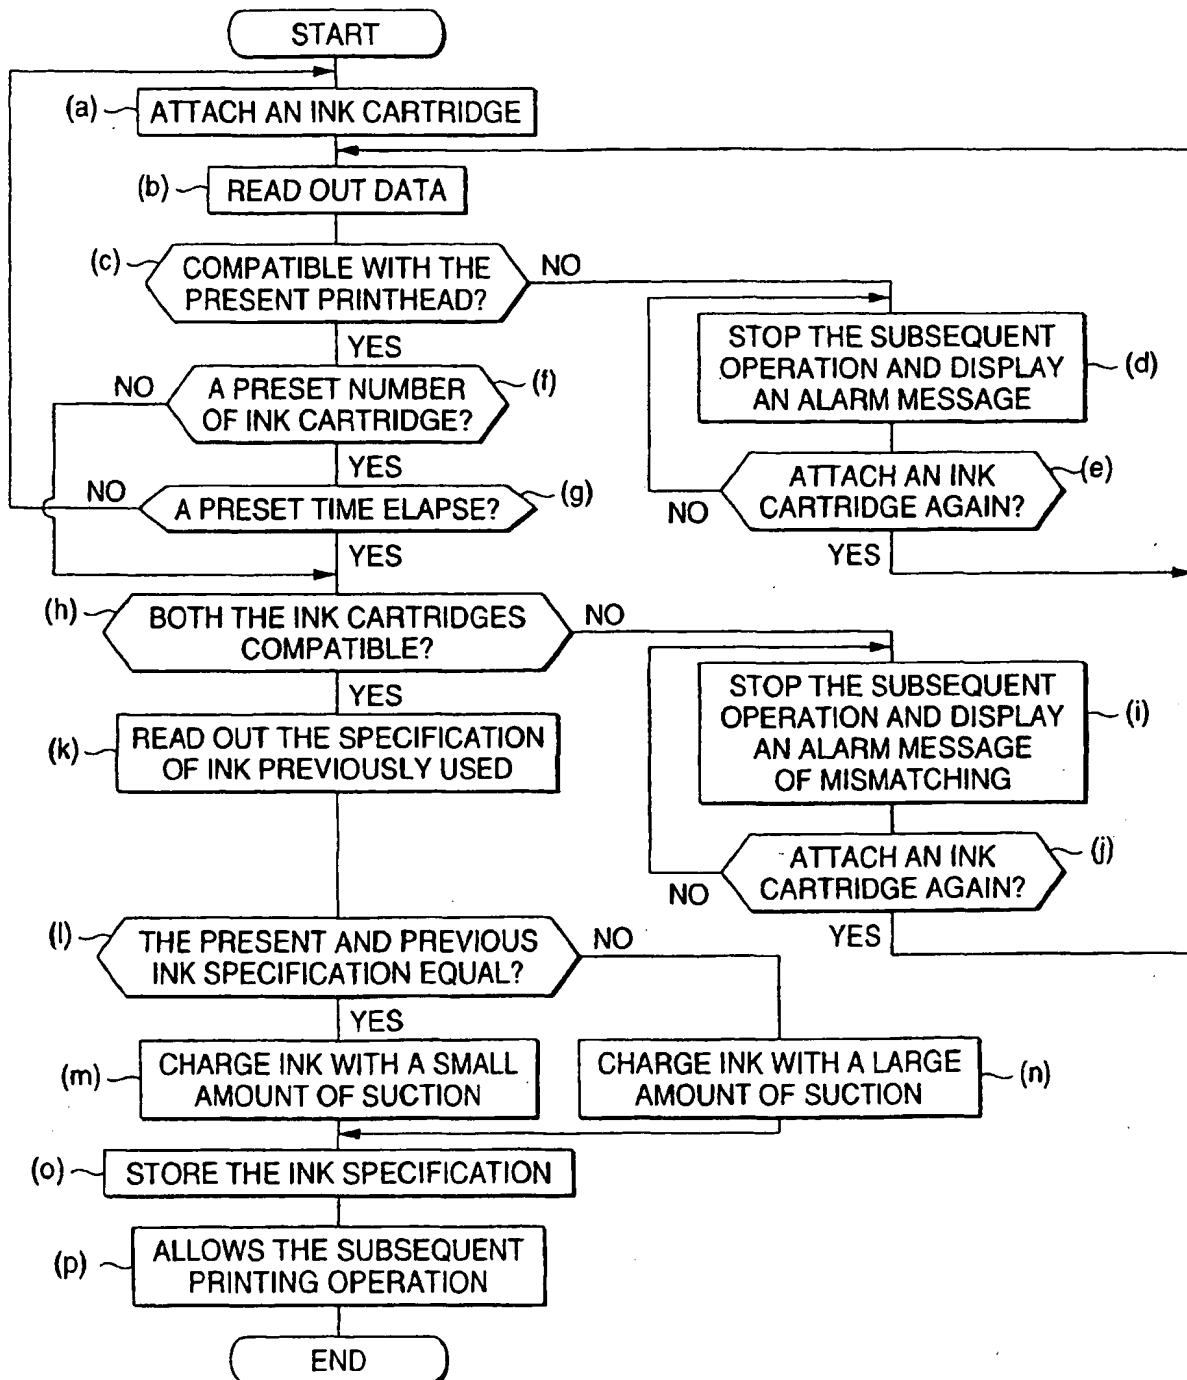 START
(a) ATTACH AN INK CARTRIDGE
(b) READ OUT DATA
(c) COMPATIBLE WITH THE
PRESENT PRINTHEAD?
NO
YES
STOP THE SUBSEQUENT
OPERATION AND DISPLAY
AN ALARM MESSAGE
(d)
ATTACH AN INK
CARTRIDGE AGAIN?
(e)
NO
YES
A PRESET NUMBER
OF INK CARTRIDGE?
(f)
NO
YES
A PRESET TIME ELAPSE?
(g)
NO
YES
(h) BOTH THE INK CARTRIDGES
COMPATIBLE?
NO
YES
STOP THE SUBSEQUENT
OPERATION AND DISPLAY
AN ALARM MESSAGE
OF MISMATCHING
(i)
ATTACH AN INK
CARTRIDGE AGAIN?
(j)
NO
YES
(k) READ OUT THE SPECIFICATION
OF INK PREVIOUSLY USED
(l) THE PRESENT AND PREVIOUS
INK SPECIFICATION EQUAL?
NO
YES
(m) CHARGE INK WITH A SMALL
AMOUNT OF SUCTION
CHARGE INK WITH A LARGE
AMOUNT OF SUCTION
(n)
(o) STORE THE INK SPECIFICATION
(p) ALLOWS THE SUBSEQUENT
PRINTING OPERATION
END